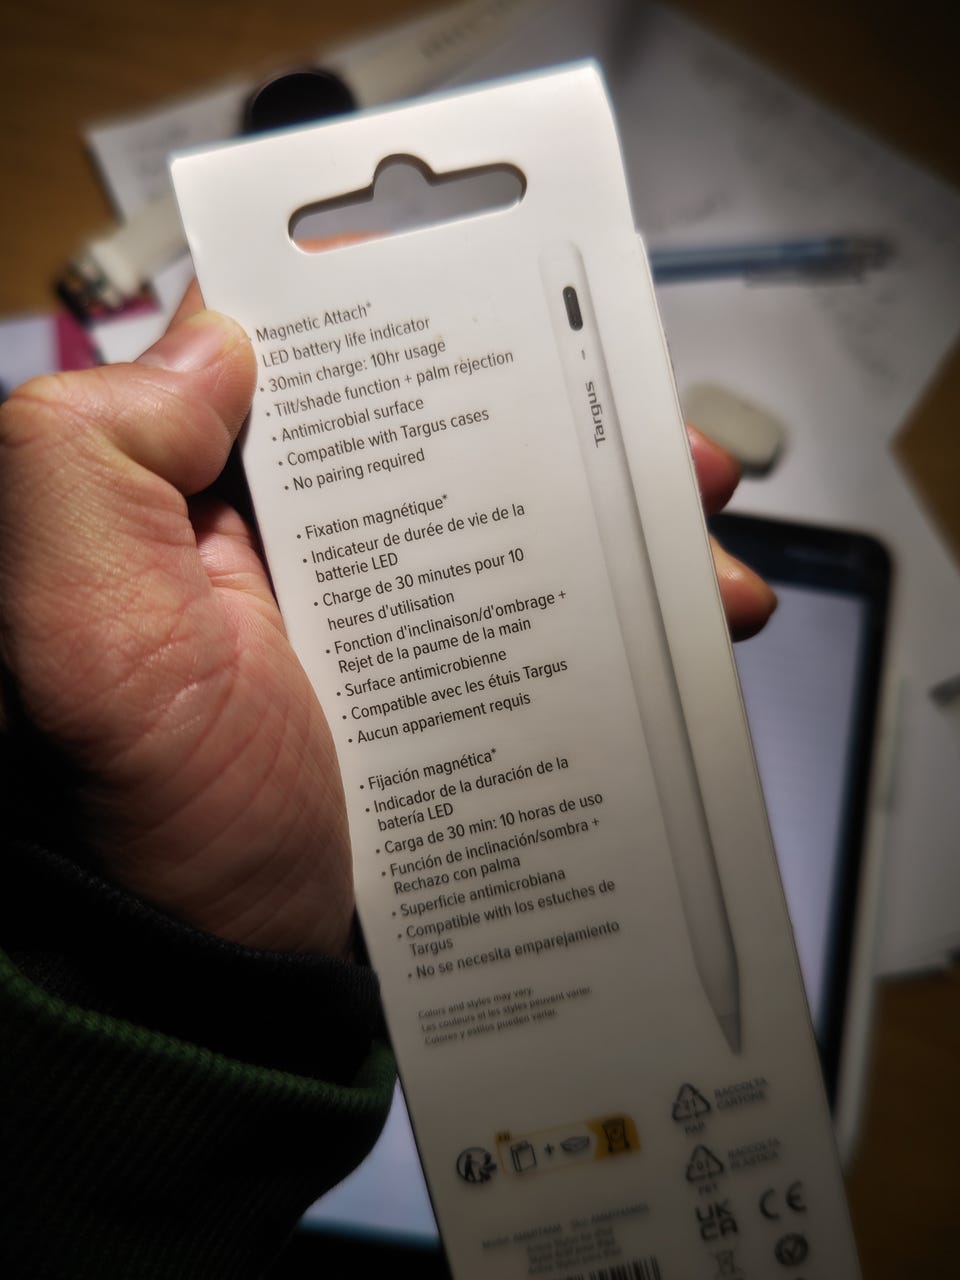 Magnetic Attach*
LED battery life indicator
• 30min charge: 10hr usage
• Tilt/shade function + palm rejection
• Antimicrobial surface
• Compatible with Targus cases
• No pairing required
• Fixation magnétique*
• Indicateur de durée de vie de la
batterie LED
• Charge de 30 minutes pour 10
heures d'utilisation
• Fonction d'inclinaison/d'ombrage +
Rejet de la paume de la main
• Surface antimicrobienne
• Compatible avec les étuis Targus
• Aucun appariement requis
• Fijación magnética*
• Indicador de la duración de la
batería LED
• Carga de 30 min: 10 horas de uso
• Función de inclinación/sombra +
Rechazo con palma
• Superficie antimicrobiana
• Compatible with los estuches de
Targus
• No se necesita emparejamiento
Colors and styles may vary.
Les couleurs et les styles peuvent varier.
Colores y estilos pueden variar.
Targus
RACCOLTA
CARTONE
21
PAP
RACCOLTA
PLASTICA
01
PET
UK
CA
CE